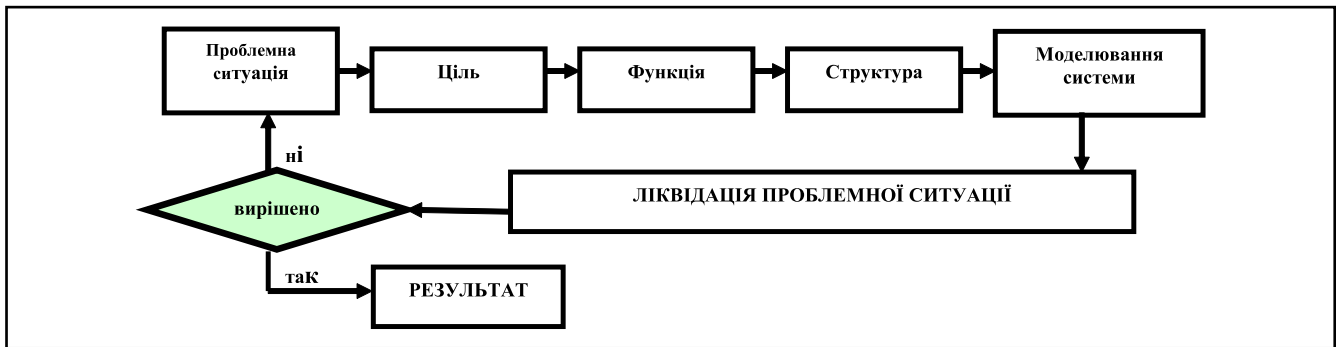 Проблемна
ситуація
Ціль
Функція
Структура
Моделювання
системи
ні
ЛІКВІДАЦІЯ ПРОБЛЕМНОЇ СИТУАЦІЇ
вирішено
так
РЕЗУЛЬТАТ